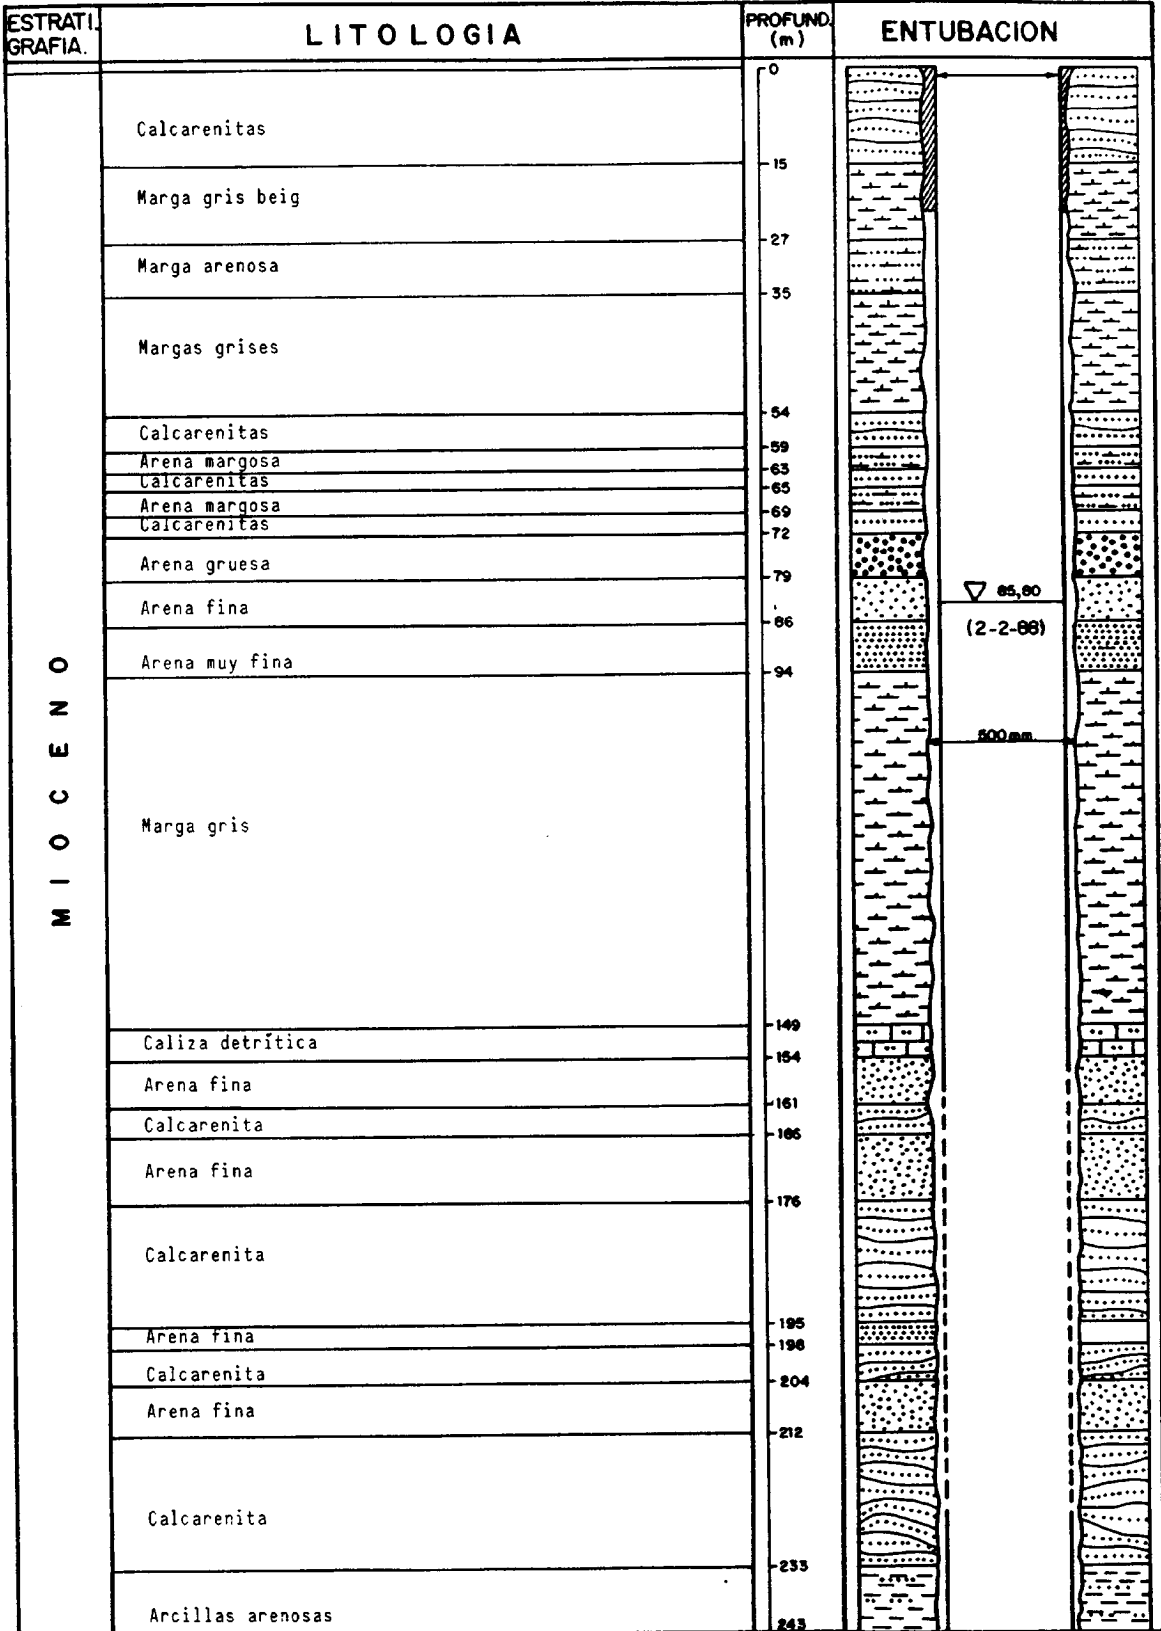 ESTRATI.
GRAFIA.
LITOLOGIA
PROFUND.
(m)
ENTUBACION
0
Calcarenitas
15
Marga gris beig
27
Marga arenosa
35
Margas grises
54
Calcarenitas
59
Arena margosa
63
Calcarenitas
65
Arena margosa
69
Calcarenitas
72
Arena gruesa
79
85,80
Arena fina
86
(2-2-88)
Arena muy fina
94
500 mm.
MIOCENO
Marga gris
149
Caliza detrítica
154
Arena fina
161
Calcarenita
166
Arena fina
176
Calcarenita
195
Arena fina
198
Calcarenita
204
Arena fina
212
Calcarenita
233
Arcillas arenosas
243